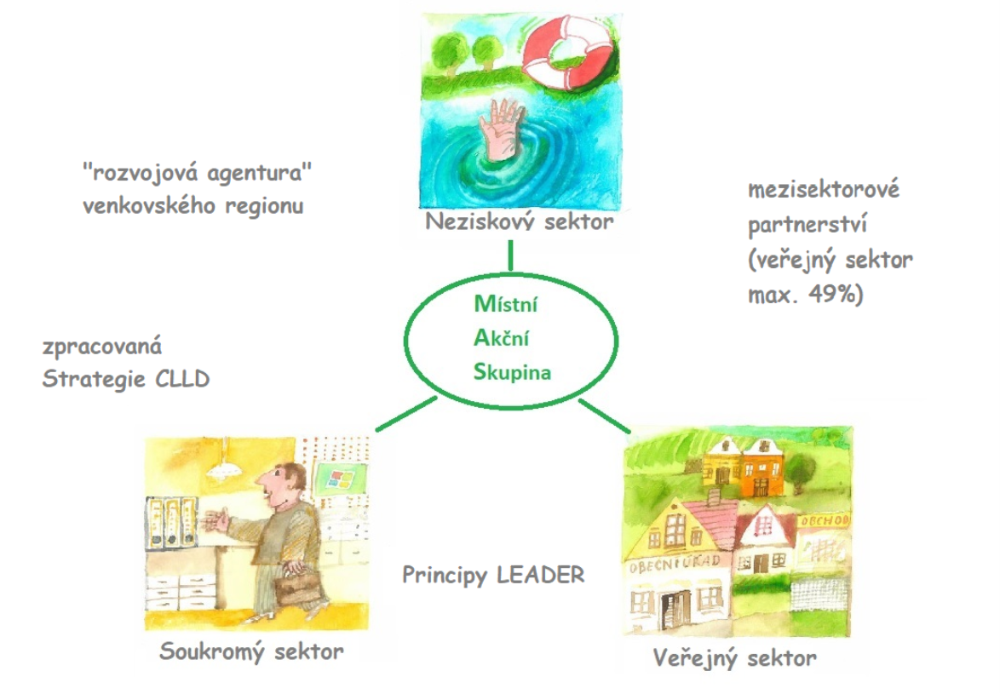 "rozvojová agentura"
venkovského regionu
Neziskový sektor
mezisektorové
partnerství
(veřejný sektor
max. 49%)
Místní
Akční
Skupina
zpracovaná
Strategie CLLD
Principy LEADER
OBCHOD
OBECNÍ ÚŘAD
Soukromý sektor
Veřejný sektor